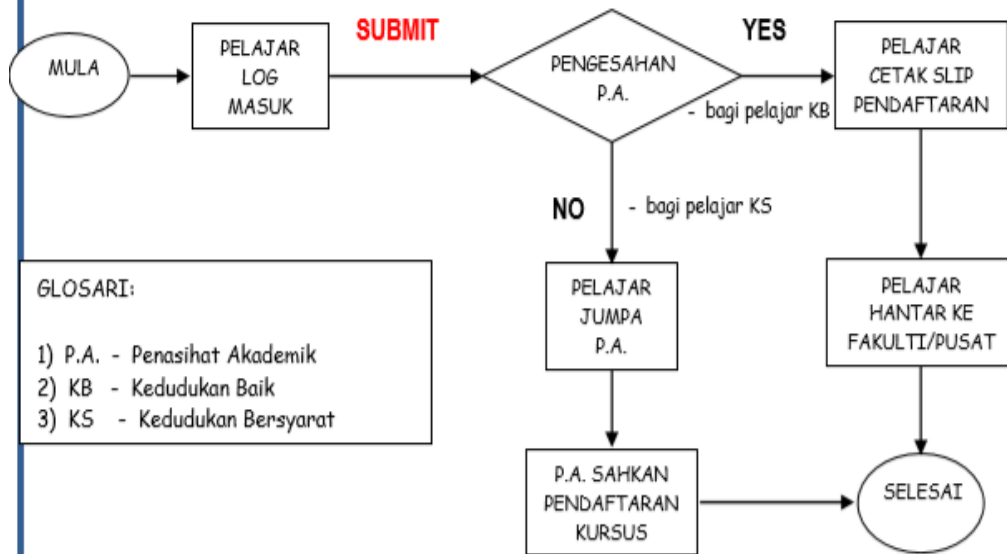 MULA
PELAJAR
LOG
MASUK
SUBMIT
PENGESAHAN
P.A.
YES
- bagi pelajar KB
PELAJAR
CETAK SLIP
PENDAFTARAN
NO
- bagi pelajar KS
PELAJAR
JUMPA
P.A.
PELAJAR
HANTAR KE
FAKULTI/PUSAT
P.A. SAHKAN
PENDAFTARAN
KURSUS
SELESAI
GLOSARI:
1) P.A. - Penasihat Akademik
2) KB - Kedudukan Baik
3) KS - Kedudukan Bersyarat